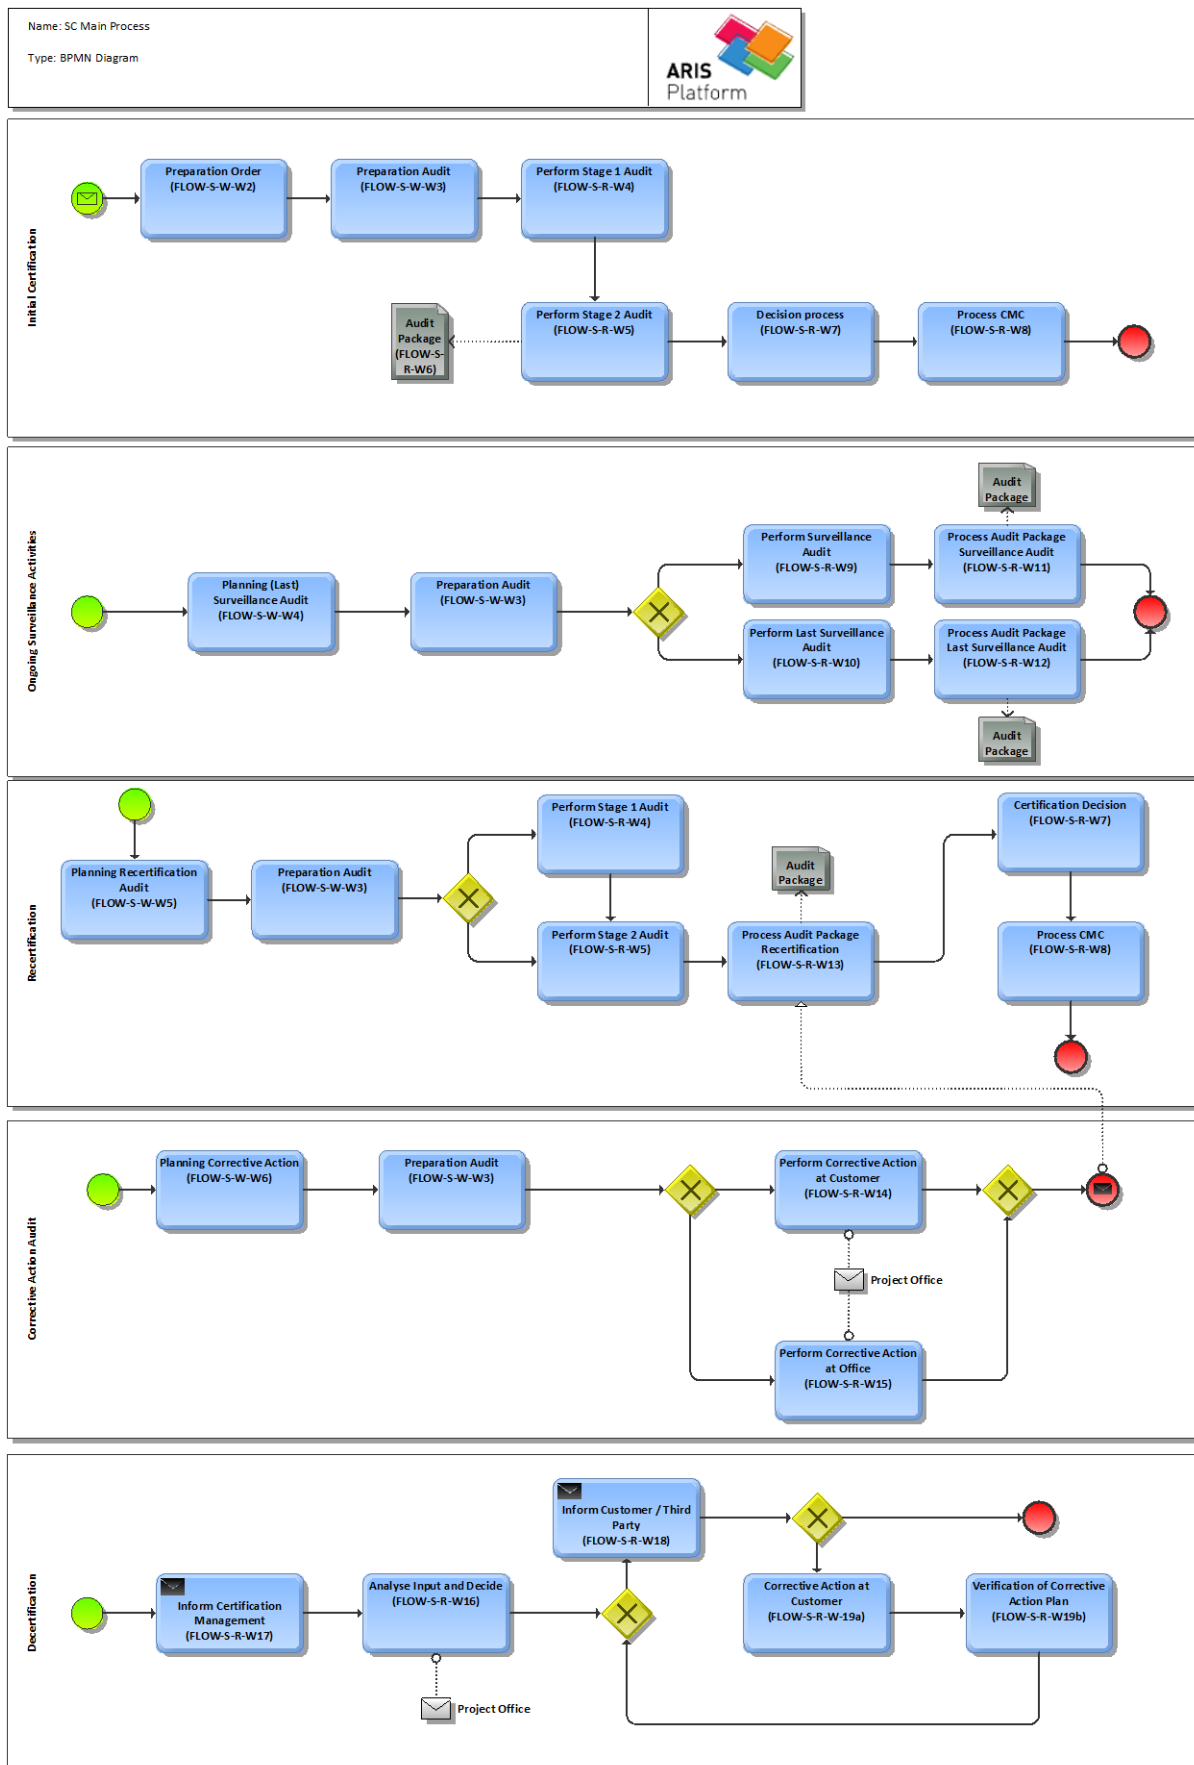 Name: SC Main Process
Type: BPMN Diagram
ARIS
Platform
Initial Certification
Preparation Order
(FLOW-S-W-W2)
Preparation Audit
(FLOW-S-W-W3)
Perform Stage 1 Audit
(FLOW-S-R-W4)
Audit
Package
(FLOW-S-
R-W6)
Perform Stage 2 Audit
(FLOW-S-R-W5)
Decision process
(FLOW-S-R-W7)
Process CMC
(FLOW-S-R-W8)
Ongoing Surveillance Activities
Planning (Last)
Surveillance Audit
(FLOW-S-W-W4)
Preparation Audit
(FLOW-S-W-W3)
Perform Surveillance
Audit
(FLOW-S-R-W9)
Audit
Package
Process Audit Package
Surveillance Audit
(FLOW-S-R-W11)
Perform Last Surveillance
Audit
(FLOW-S-R-W10)
Process Audit Package
Last Surveillance Audit
(FLOW-S-R-W12)
Audit
Package
Recertification
Planning Recertification
Audit
(FLOW-S-W-W5)
Preparation Audit
(FLOW-S-W-W3)
Perform Stage 1 Audit
(FLOW-S-R-W4)
Perform Stage 2 Audit
(FLOW-S-R-W5)
Audit
Package
Process Audit Package
Recertification
(FLOW-S-R-W13)
Certification Decision
(FLOW-S-R-W7)
Process CMC
(FLOW-S-R-W8)
Corrective Action Audit
Planning Corrective Action
(FLOW-S-W-W6)
Preparation Audit
(FLOW-S-W-W3)
Perform Corrective Action
at Customer
(FLOW-S-R-W14)
Project Office
Perform Corrective Action
at Office
(FLOW-S-R-W15)
Decertification
Inform Certification
Management
(FLOW-S-R-W17)
Analyse Input and Decide
(FLOW-S-R-W16)
Project Office
Inform Customer / Third
Party
(FLOW-S-R-W18)
Corrective Action at
Customer
(FLOW-S-R-W-19a)
Verification of Corrective
Action Plan
(FLOW-S-R-W19b)